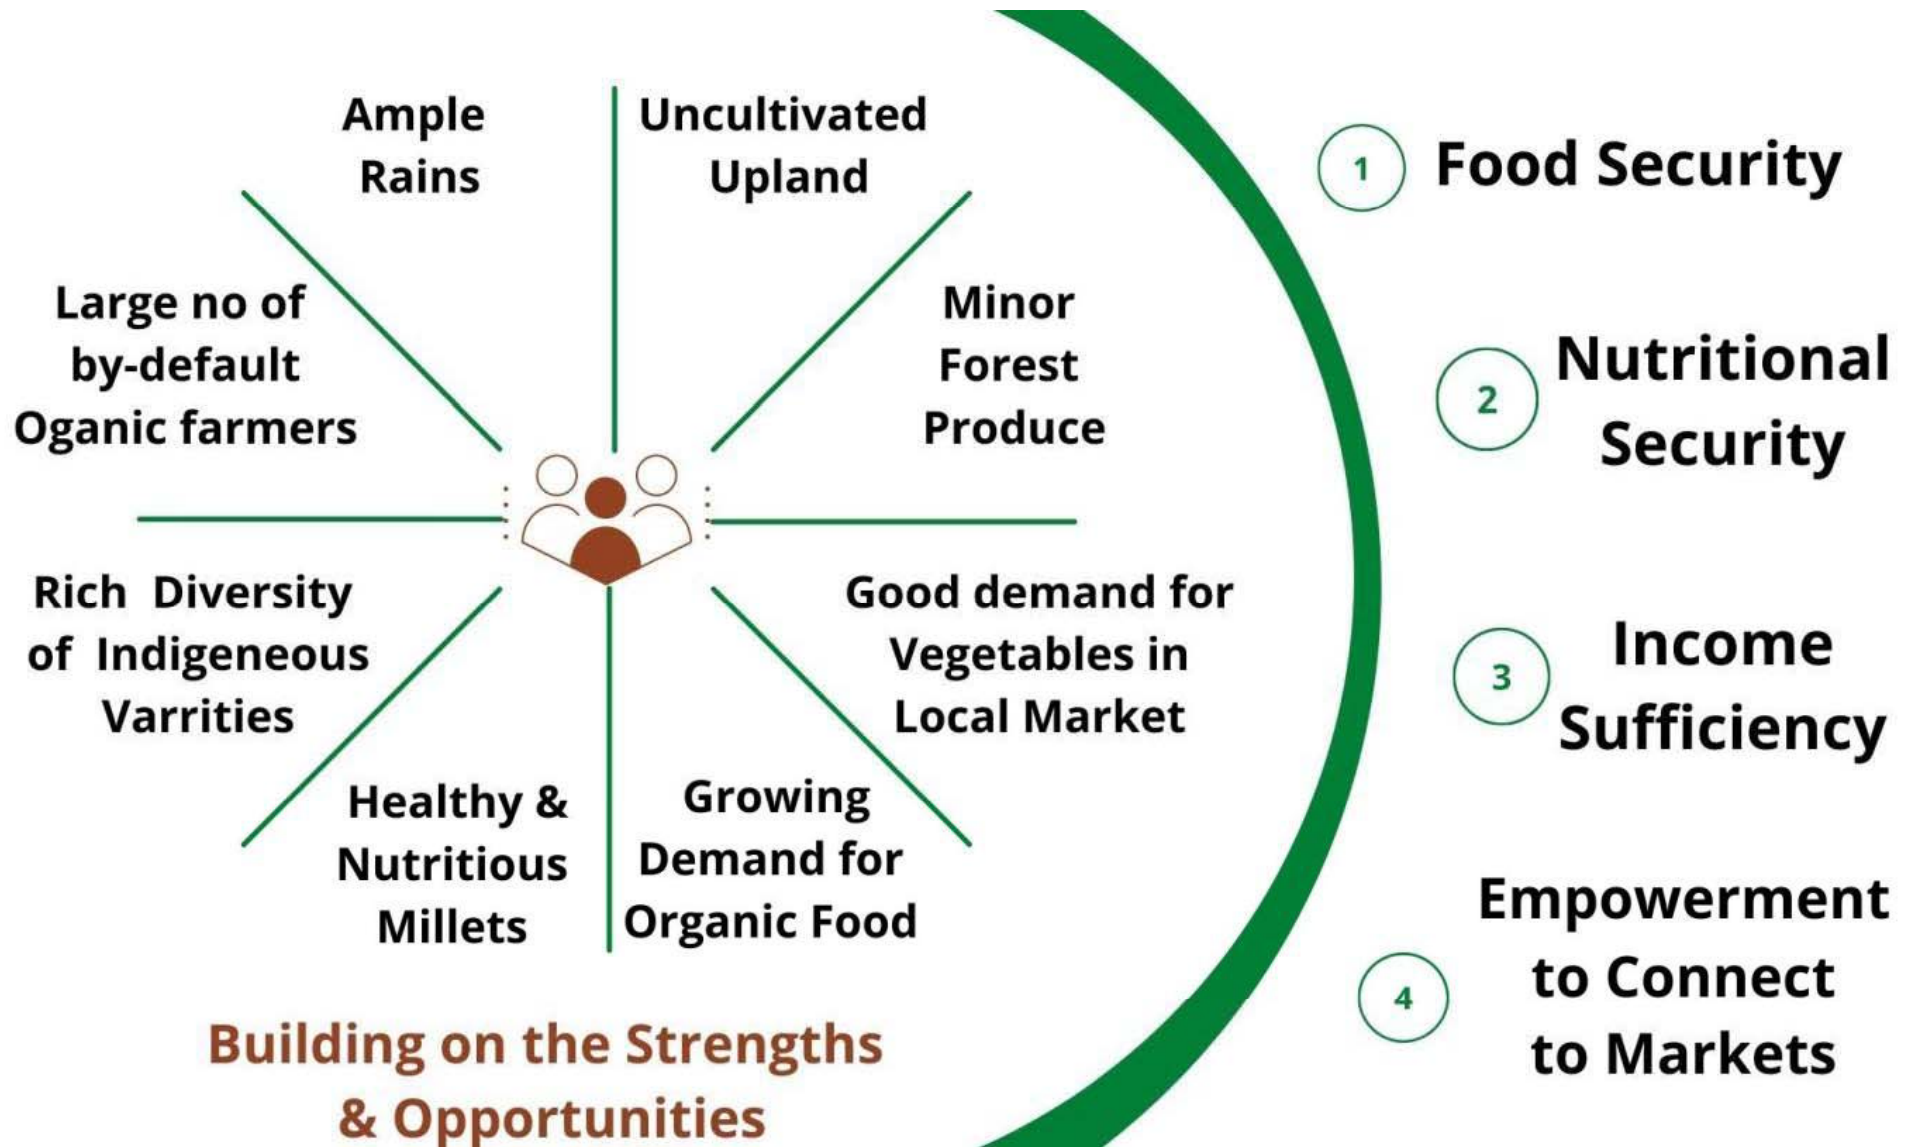 Ample
Rains
Uncultivated
Upland
Large no of
by-default
Oganic farmers
Minor
Forest
Produce
Rich Diversity
of Indigeneous
Varrities
Good demand for
Vegetables in
Local Market
Healthy &
Nutritious
Millets
Growing
Demand for
Organic Food
Building on the Strengths
& Opportunities
1 Food Security
2 Nutritional
Security
3 Income
Sufficiency
4 Empowerment
to Connect
to Markets